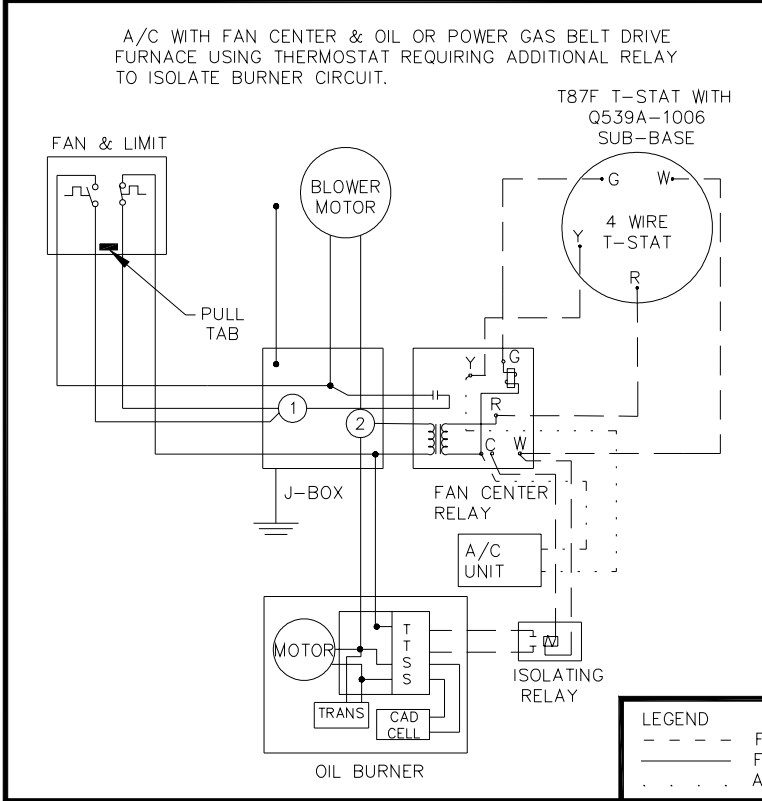 A/C WITH FAN CENTER & OIL OR POWER GAS BELT DRIVE
FURNACE USING THERMOSTAT REQUIRING ADDITIONAL RELAY
TO ISOLATE BURNER CIRCUIT.
T87F T-STAT WITH
Q539A-1006
SUB-BASE
FAN & LIMIT
BLOWER
MOTOR
G W
4 WIRE
T-STAT
Y
R
PULL
TAB
Y G
R
1
2
C W
J-BOX
FAN CENTER
RELAY
A/C
UNIT
MOTOR
T
T
S
S
TRANS
CAD
CELL
ISOLATING
RELAY
OIL BURNER
LEGEND
F
F
A